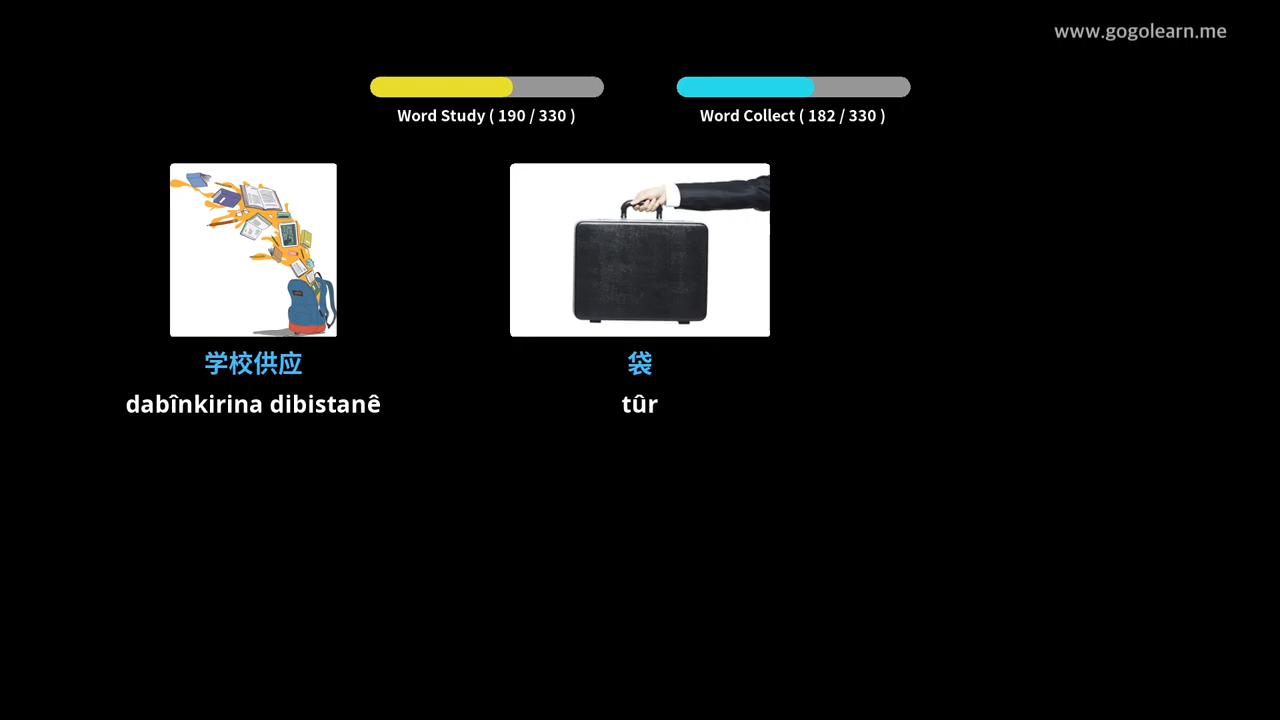 www.gogolearn.me
Word Study ( 190 / 330 )
Word Collect ( 182 / 330 )
学校供应
袋
dabînkirina dibistanê
tûr